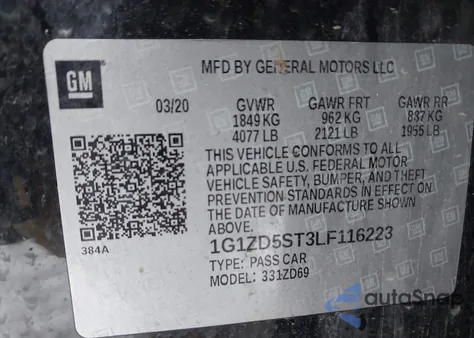 GM
MFD BY GENERAL MOTORS LLC
03/20 GVWR GAWR FRT GAWR RR
1849 KG 962 KG 887 KG
4077 LB 2121 LB 1955 LB
THIS VEHICLE CONFORMS TO ALL
APPLICABLE U.S. FEDERAL MOTOR
VEHICLE SAFETY, BUMPER, AND THEFT
PREVENTION STANDARDS IN EFFECT ON
THE DATE OF MANUFACTURE SHOWN
ABOVE.
384A
1G1ZD5ST3LF116223
TYPE: PASS CAR
MODEL: 331ZD69
autoSnap